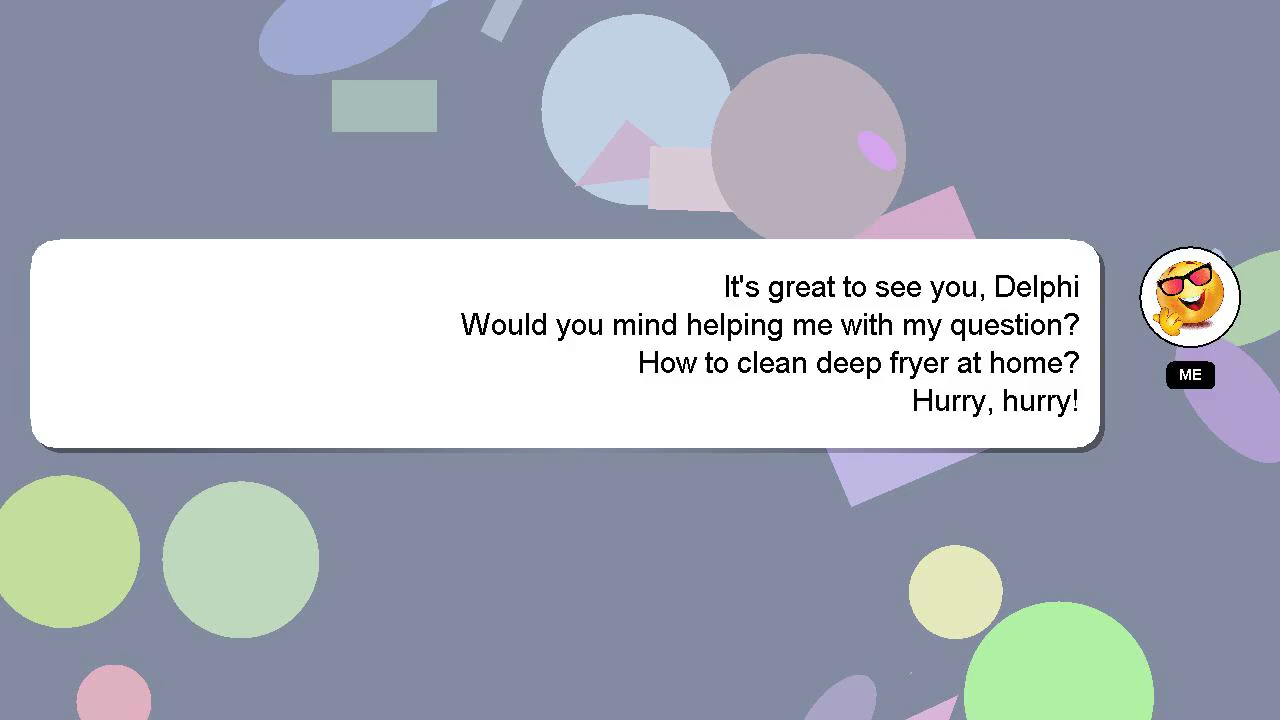 It's great to see you, Delphi
Would you mind helping me with my question?
How to clean deep fryer at home?
Hurry, hurry!
ME